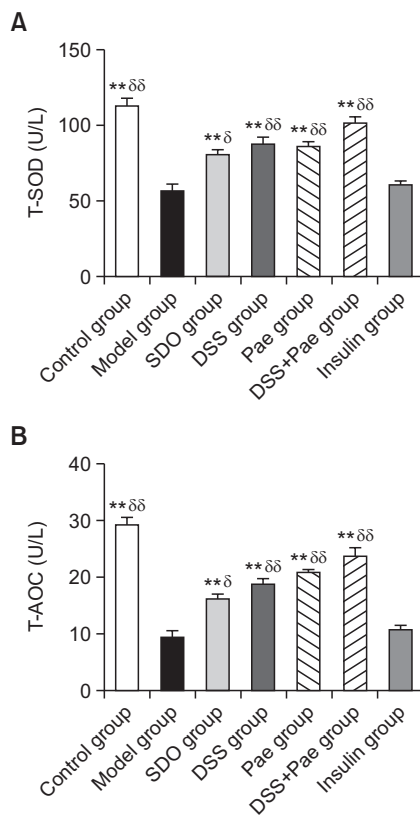 A
T-SOD (U/L)
150
100
50
0
**δδ
**δ
**δδ
**δδ
**δδ
Control group
Model group
SDO group
DSS group
Pae group
DSS+Pae group
Insulin group
B
T-AOC (U/L)
40
30
20
10
0
**δδ
**δ
**δδ
**δδ
**δδ
Control group
Model group
SDO group
DSS group
Pae group
DSS+Pae group
Insulin group